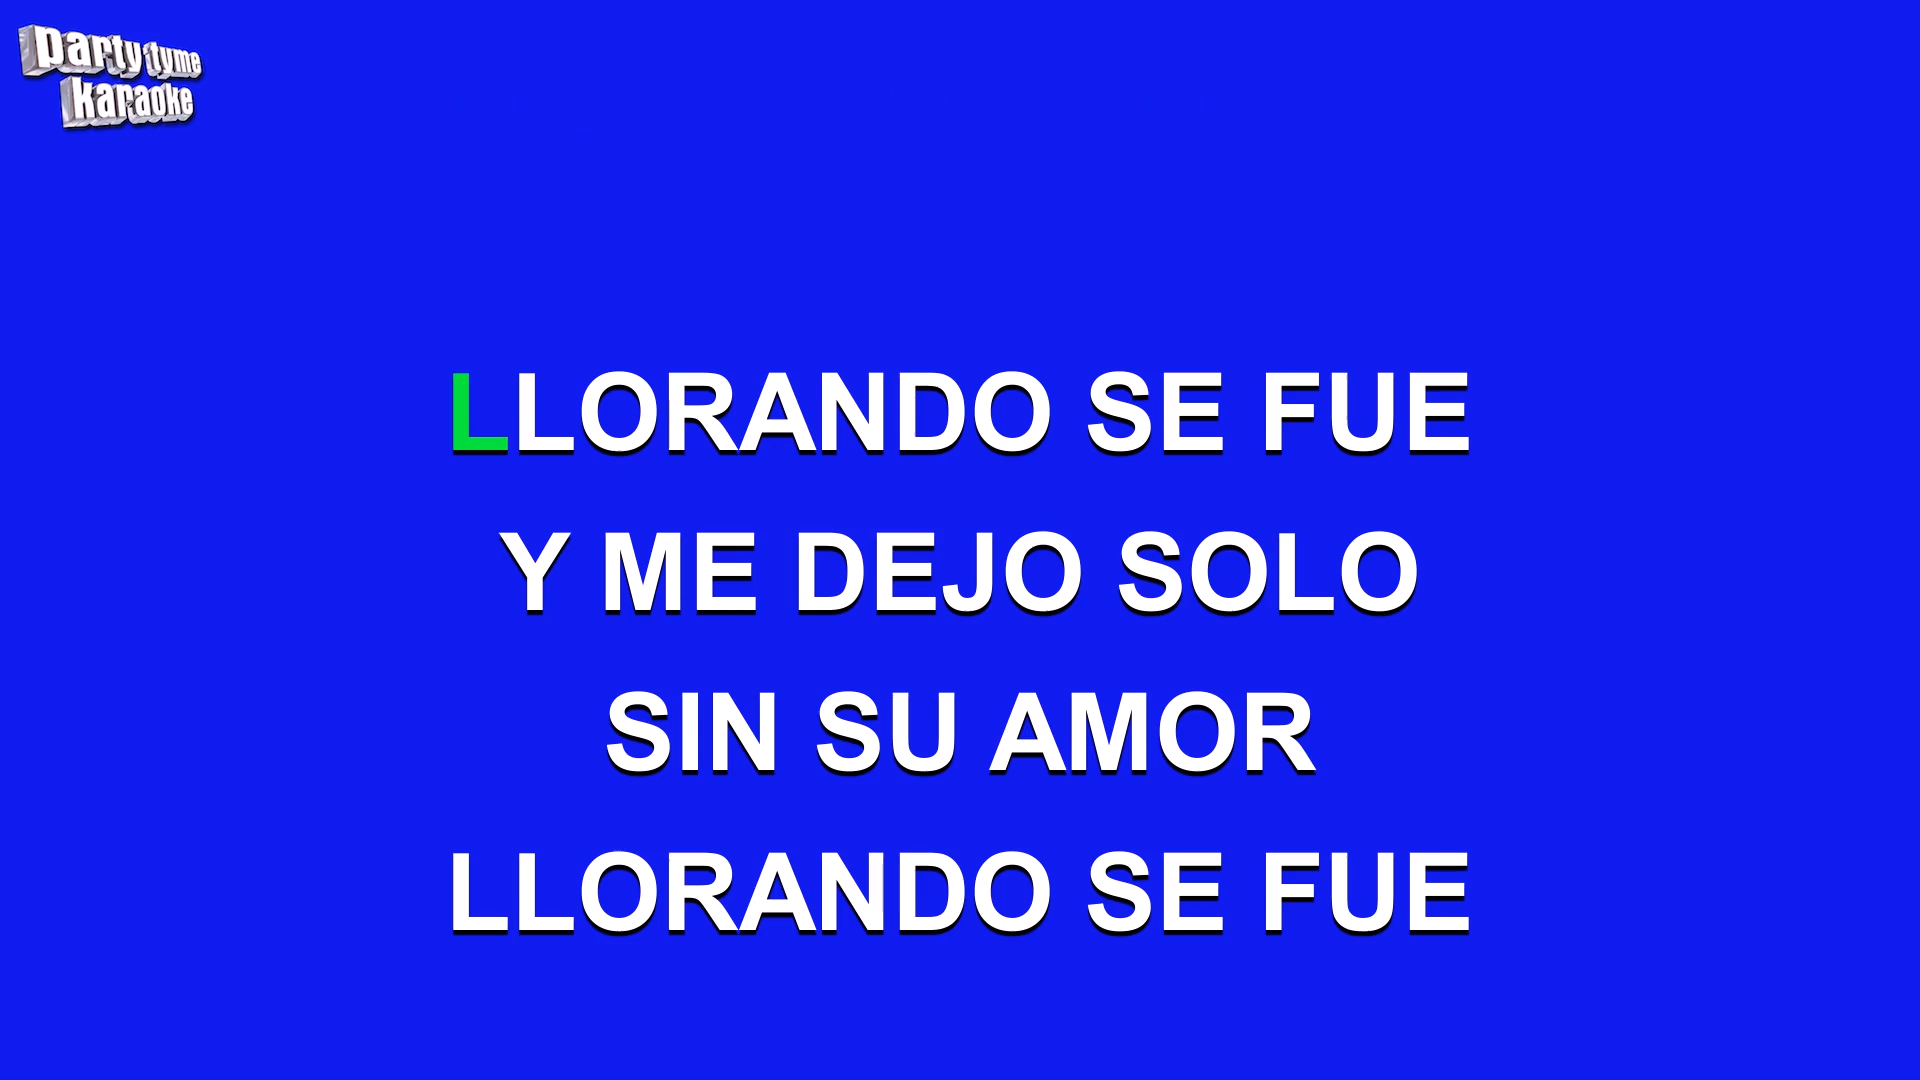 party tyme
karaoke
LLORANDO SE FUE
Y ME DEJO SOLO
SIN SU AMOR
LLORANDO SE FUE